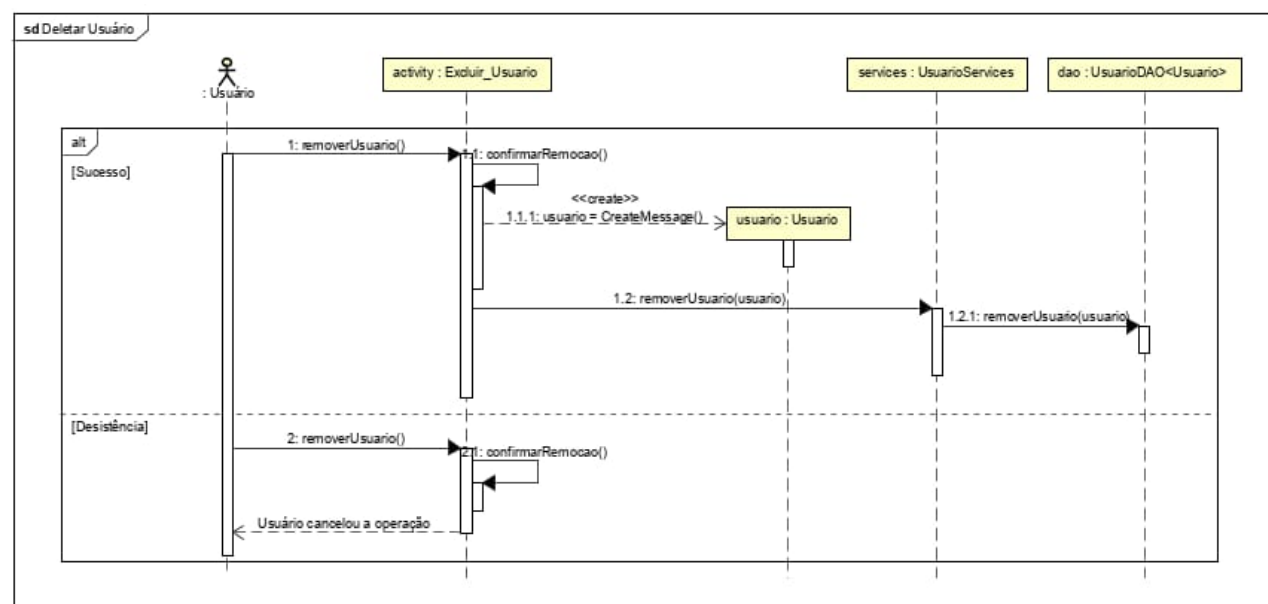 sd Deletar Usuário
: Usuário
activity : Excluir_Usuario
services : UsuarioServices
dao : UsuarioDAO<Usuario>
alt
[Sucesso]
1: removerUsuario()
1.1: confirmarRemocao()
<<create>>
1.1.1: usuario = CreateMessage()
usuario : Usuario
1.2: removerUsuario(usuario)
1.2.1: removerUsuario(usuario)
[Desistência]
2: removerUsuario()
2.1: confirmarRemocao()
Usuário cancelou a operação